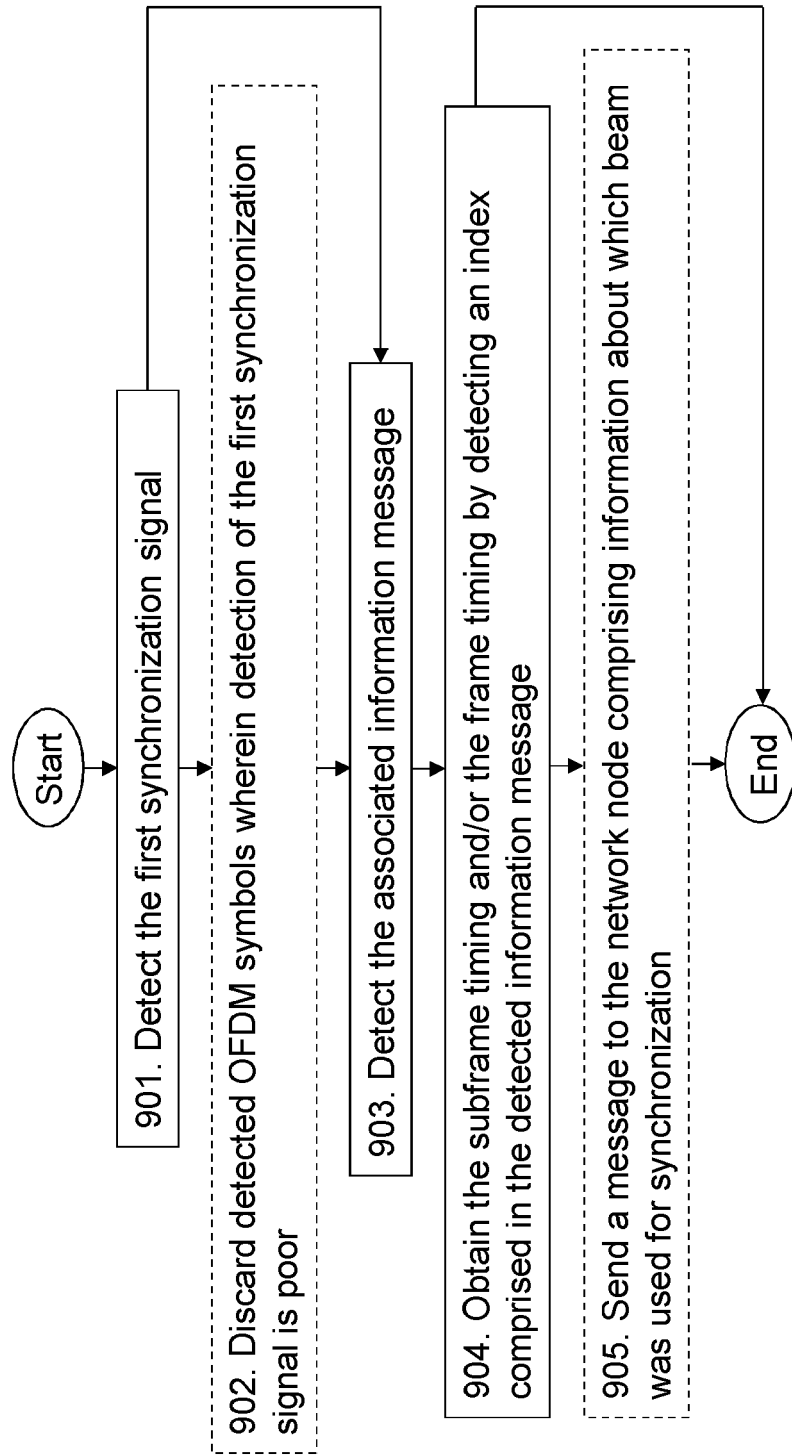 Start
901. Detect the first synchronization signal
902. Discard detected OFDM symbols wherein detection of the first synchronization
signal is poor
903. Detect the associated information message
904. Obtain the subframe timing and/or the frame timing by detecting an index
comprised in the detected information message
905. Send a message to the network node comprising information about which beam
was used for synchronization
End